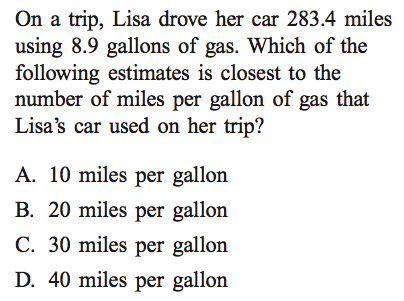 On a trip, Lisa drove her car 283.4 miles
using 8.9 gallons of gas. Which of the
following estimates is closest to the
number of miles per gallon of gas that
Lisa’s car used on her trip?
A. 10 miles per gallon
B. 20 miles per gallon
C. 30 miles per gallon
D. 40 miles per gallon